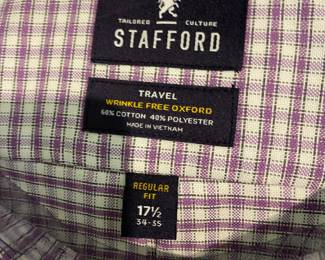 TAILORED CULTURE
STAFFORD
TRAVEL
WRINKLE FREE OXFORD
60% COTTON 40% POLYESTER
MADE IN VIETNAM
REGULAR
FIT
17½
34-35